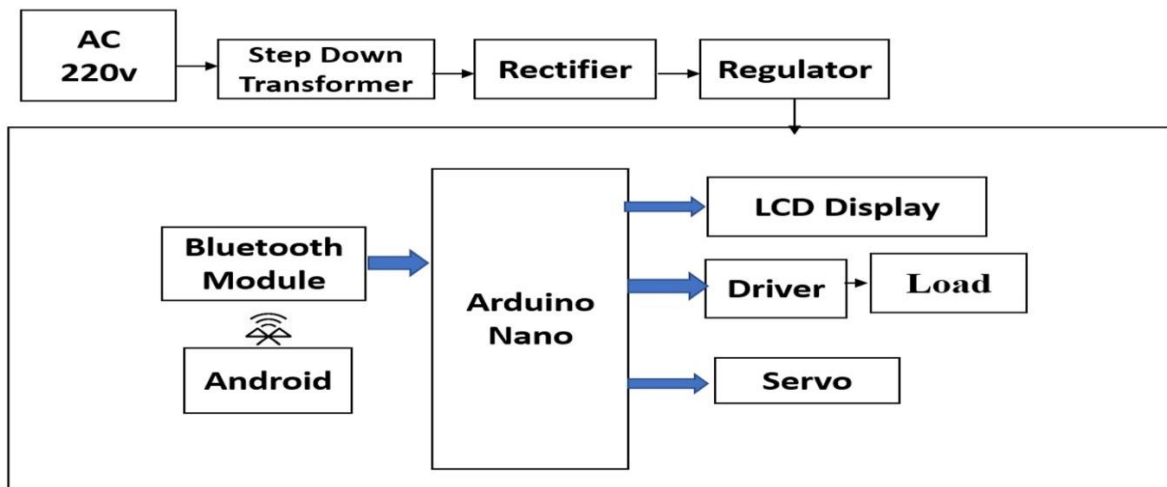 AC
220v
Step Down
Transformer
Rectifier
Regulator
LCD Display
Bluetooth
Module
Arduino
Nano
Driver
Load
Android
Servo